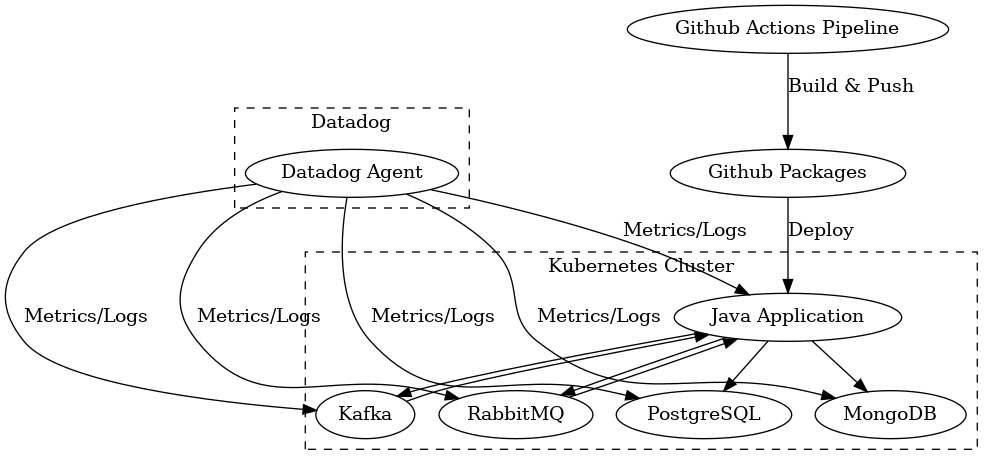 Github Actions Pipeline
Build & Push
Datadog
Datadog Agent
Github Packages
Metrics/Logs
Deploy
Kubernetes Cluster
Metrics/Logs
Metrics/Logs
Metrics/Logs
Metrics/Logs
Java Application
Kafka
RabbitMQ
PostgreSQL
MongoDB